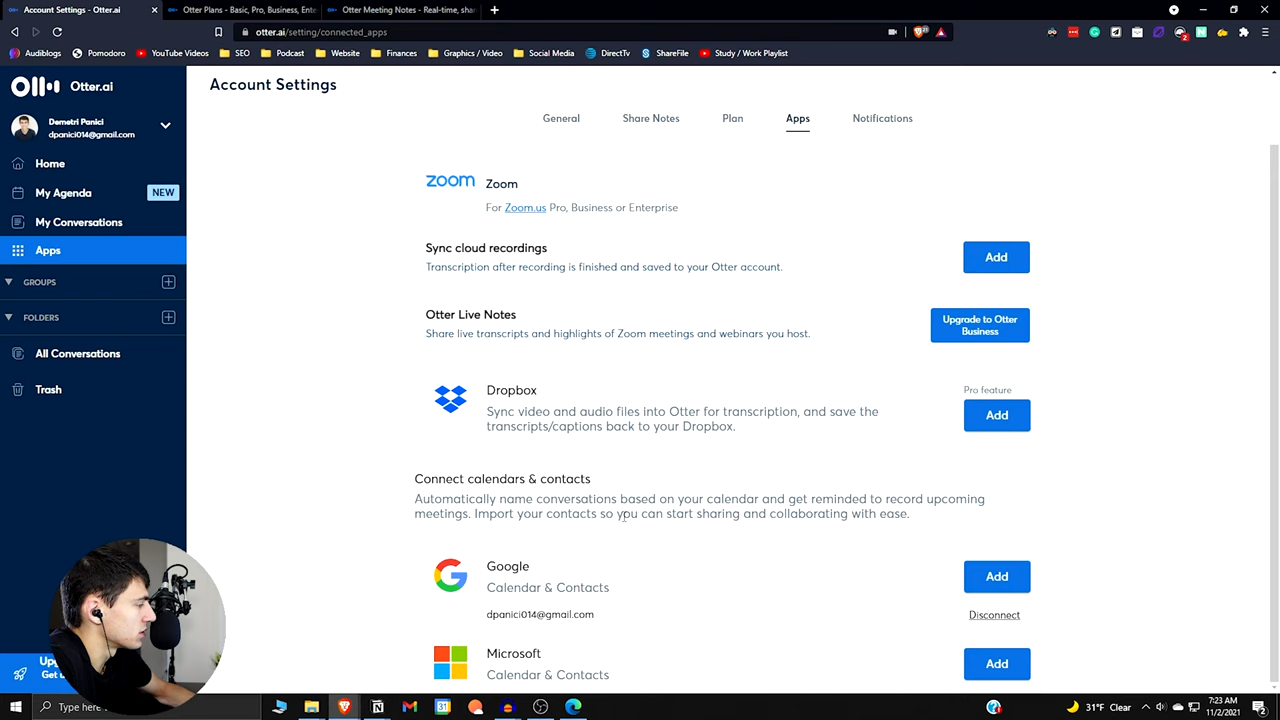 Account Settings
Otter Plans - Basic, Pro, Business, Ente
Otter Meeting Notes - Real-time, shar
otter.ai/setting/connected_apps
Audiblogs
Pomodoro
YouTube Videos
SEO
Podcast
Website
Finances
Graphics / Video
Social Media
DirectTv
ShareFile
Study / Work Playlist
Otter.ai
Demetri Panici
dpanici014@gmail.com
Home
My Agenda
NEW
My Conversations
Apps
GROUPS
FOLDERS
All Conversations
Trash
Account Settings
General
Share Notes
Plan
Apps
Notifications
zoom
Zoom
For Zoom.us Pro, Business or Enterprise
Sync cloud recordings
Transcription after recording is finished and saved to your Otter account.
Add
Otter Live Notes
Share live transcripts and highlights of Zoom meetings and webinars you host.
Upgrade to Otter
Business
Dropbox
Sync video and audio files into Otter for transcription, and save the
transcripts/captions back to your Dropbox.
Pro feature
Add
Connect calendars & contacts
Automatically name conversations based on your calendar and get reminded to record upcoming
meetings. Import your contacts so you can start sharing and collaborating with ease.
Google
Calendar & Contacts
Add
dpanici014@gmail.com
Disconnect
Microsoft
Calendar & Contacts
Add
Type here
31°F Clear
7:23 AM
11/2/2021